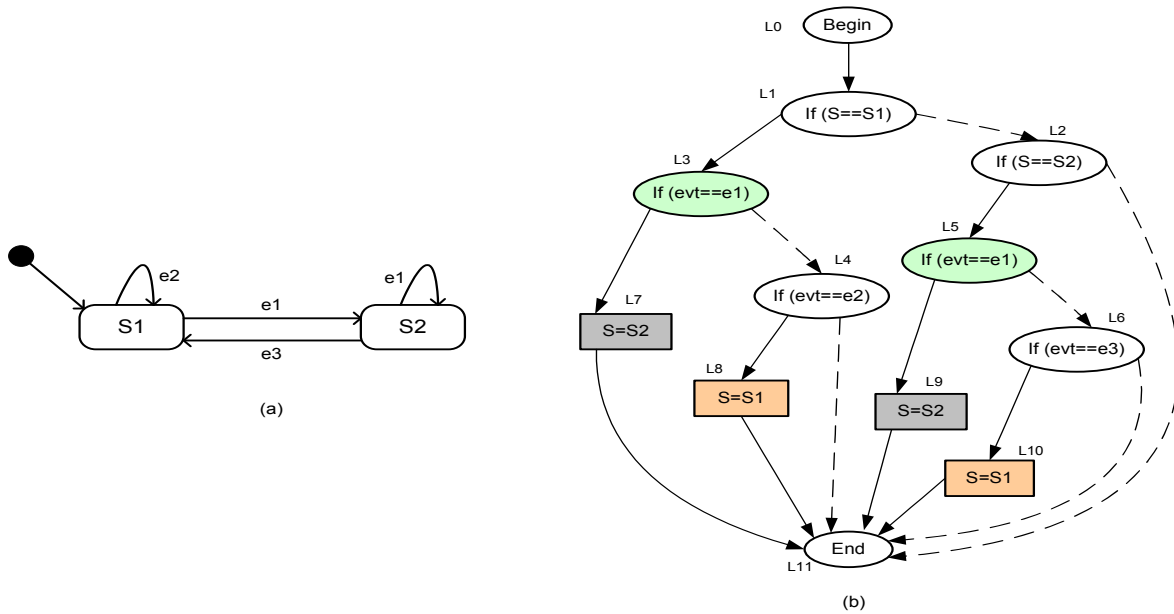 L0
Begin
L1
If (S==S1)
L2
If (S==S2)
L3
If (evt==e1)
L5
If (evt==e1)
L4
If (evt==e2)
L6
If (evt==e3)
L7
S=S2
L8
S=S1
L9
S=S2
L10
S=S1
End
L11
(b)
e2
e1
e1
S1
S2
e3
(a)